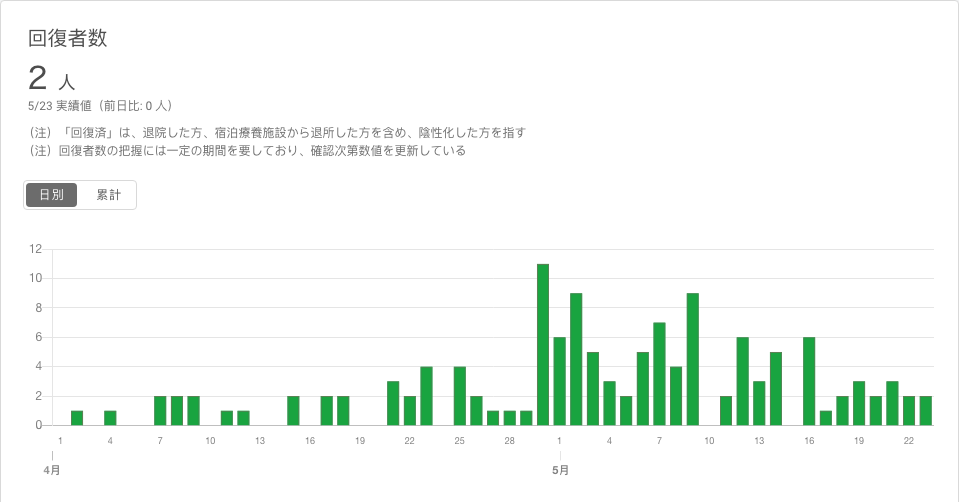 回復者数
2 人
5/23 実績値（前日比: 0 人）
（注）「回復済」は、退院した方、宿泊療養施設から退所した方を含め、陰性化した方を指す
（注）回復者数の把握には一定の期間を要しており、確認次第数値を更新している
日別 累計
12
10
8
6
4
2
0
1 4 7 10 13 16 19 22 25 28 1 4 7 10 13 16 19 22
4月 5月